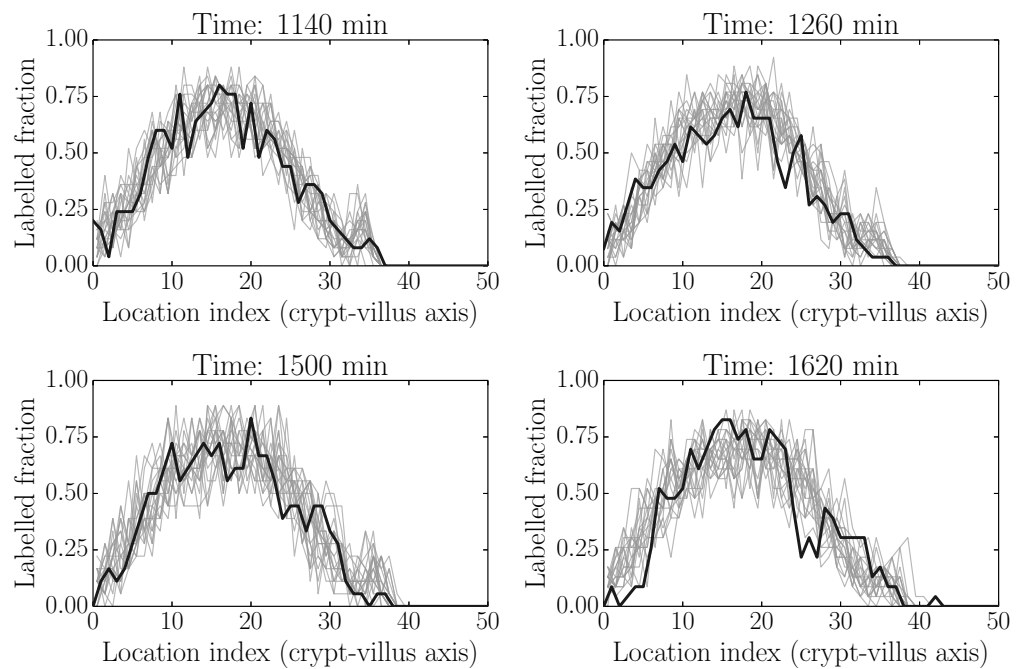 Time: 1140 min
1.00
0.75
0.50
0.25
0.00
Labelled fraction
0 10 20 30 40 50
Location index (crypt-villus axis)
Time: 1260 min
1.00
0.75
0.50
0.25
0.00
Labelled fraction
0 10 20 30 40 50
Location index (crypt-villus axis)
Time: 1500 min
1.00
0.75
0.50
0.25
0.00
Labelled fraction
0 10 20 30 40 50
Location index (crypt-villus axis)
Time: 1620 min
1.00
0.75
0.50
0.25
0.00
Labelled fraction
0 10 20 30 40 50
Location index (crypt-villus axis)